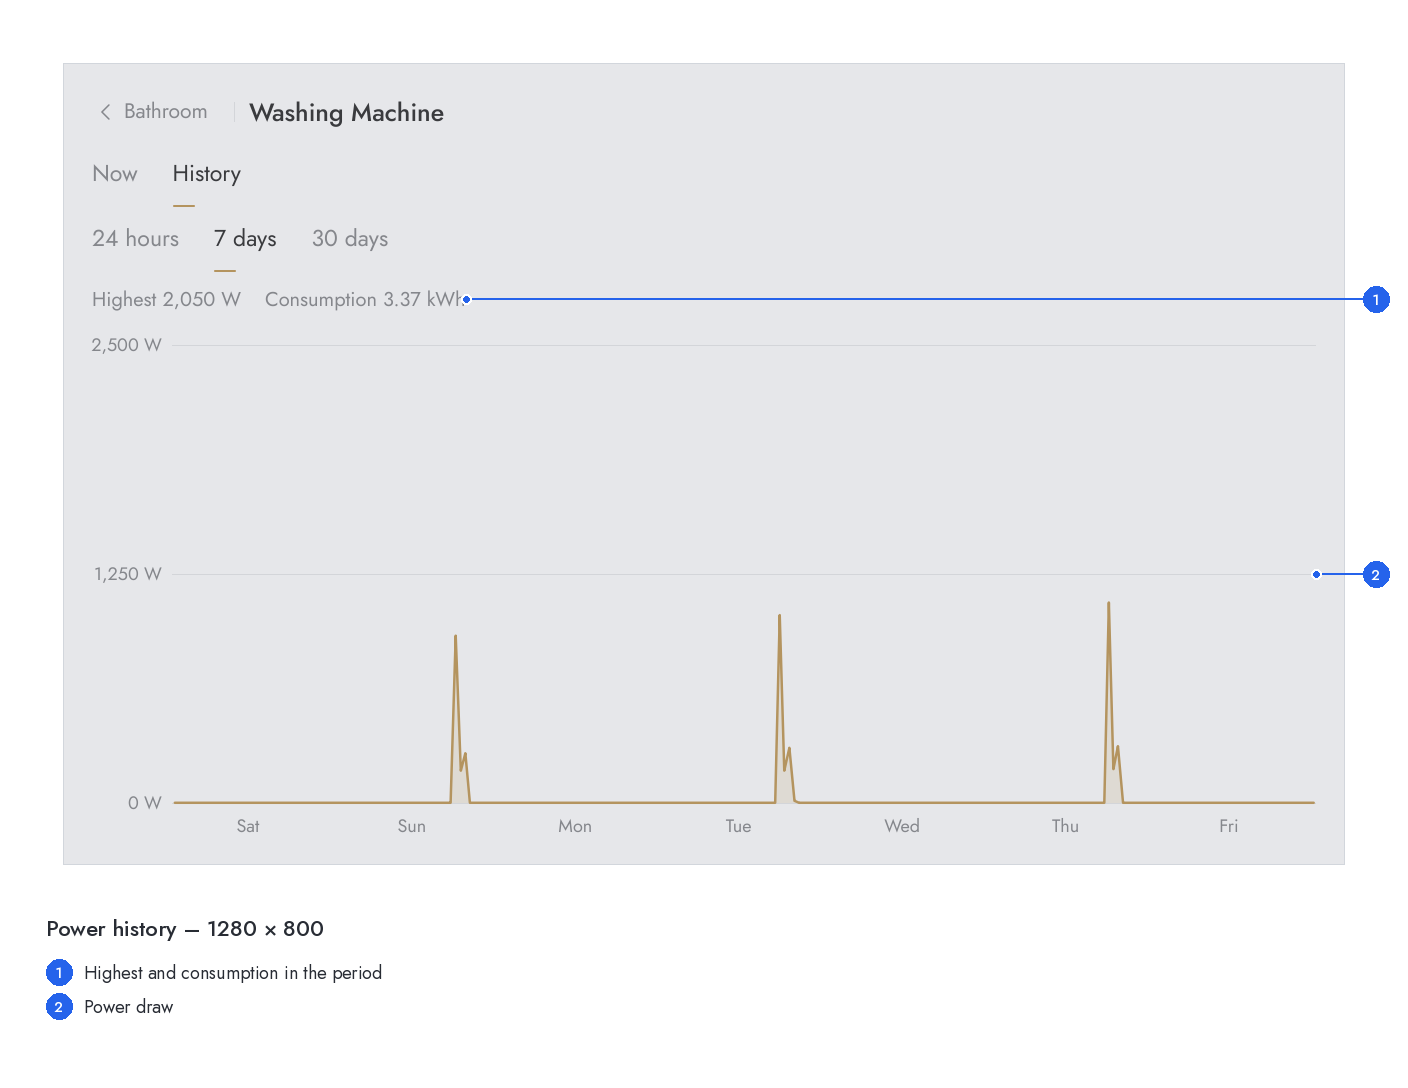 Bathroom
Washing Machine
Now History
24 hours 7 days 30 days
Highest 2,050 W Consumption 3.37 kWh
1
2,500 W
1,250 W
2
0 W
Sat Sun Mon Tue Wed Thu Fri
Power history – 1280 × 800
1 Highest and consumption in the period
2 Power draw